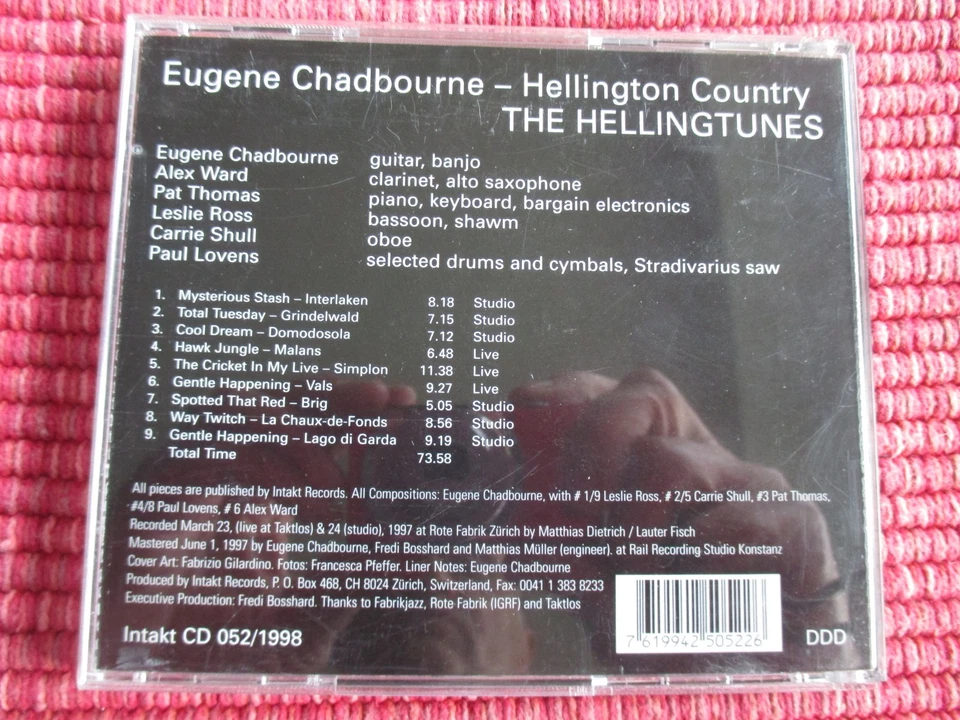 Eugene Chadbourne – Hellington Country
THE HELLINGTUNES
Eugene Chadbourne guitar, banjo
Alex Ward clarinet, alto saxophone
Pat Thomas piano, keyboard, bargain electronics
Leslie Ross bassoon, shawm
Carrie Shull oboe
Paul Lovens selected drums and cymbals, Stradivarius saw
1. Mysterious Stash – Interlaken 8.18 Studio
2. Total Tuesday – Grindelwald 7.15 Studio
3. Cool Dream – Domodosola 7.12 Studio
4. Hawk Jungle – Malans 6.48 Live
5. The Cricket In My Live – Simplon 11.38 Live
6. Gentle Happening – Vals 9.27 Live
7. Spotted That Red – Brig 5.05 Studio
8. Way Twitch – La Chaux-de-Fonds 8.56 Studio
9. Gentle Happening – Lago di Garda 9.19 Studio
Total Time 73.58
All pieces are published by Intakt Records. All Compositions: Eugene Chadbourne, with # 1/9 Leslie Ross, # 2/5 Carrie Shull, #3 Pat Thomas,
#4/8 Paul Lovens, # 6 Alex Ward
Recorded March 23, (live at Taktlos) & 24 (studio), 1997 at Rote Fabrik Zürich by Matthias Dietrich / Lauter Fisch
Mastered June 1, 1997 by Eugene Chadbourne, Fredi Bosshard and Matthias Müller (engineer). at Rail Recording Studio Konstanz
Cover Art: Fabrizio Gilardino. Fotos: Francesca Pfeffer. Liner Notes: Eugene Chadbourne
Produced by Intakt Records, P. O. Box 468, CH 8024 Zürich, Switzerland, Fax: 0041 1 383 8233
Executive Production: Fredi Bosshard. Thanks to Fabrikjazz, Rote Fabrik (IGRF) and Taktlos
Intakt CD 052/1998
7 619942 505226
DDD